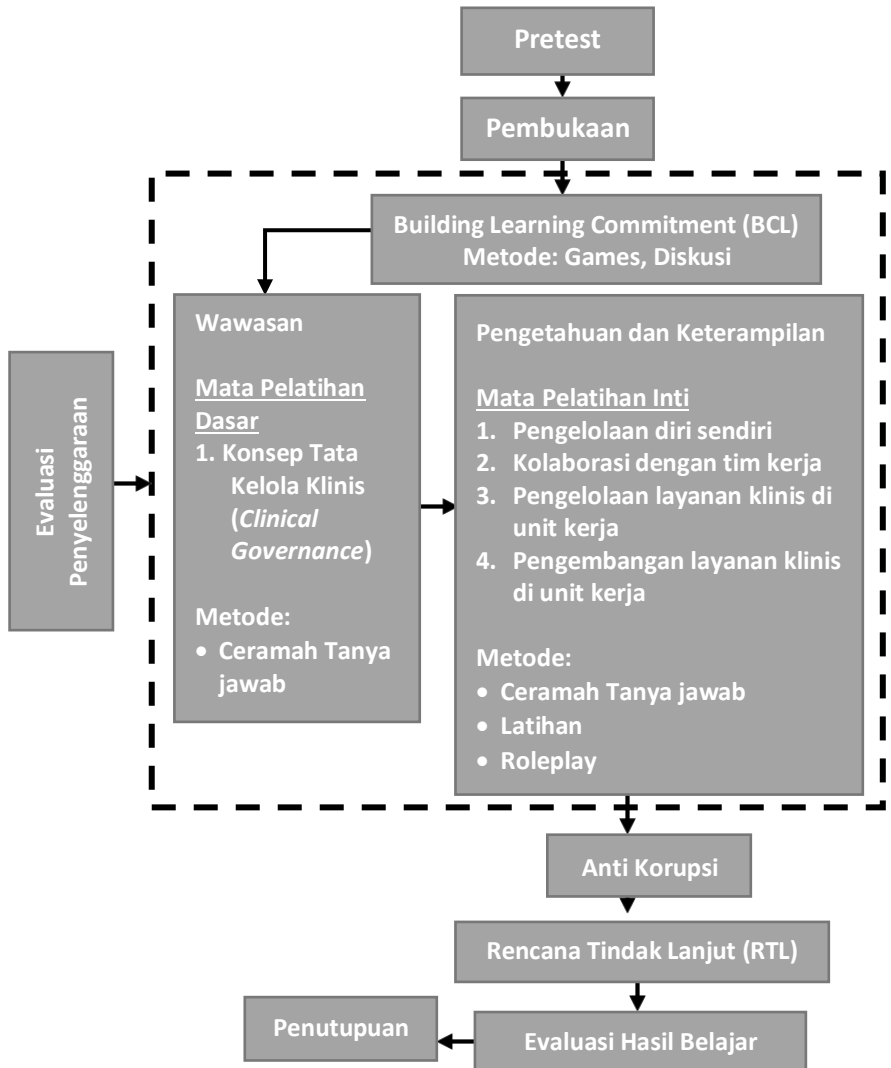 Pretest
Pembukaan
Building Learning Commitment (BCL)
Metode: Games, Diskusi
Evaluasi
Penyelenggaraan
Wawasan
Mata Pelatihan
Dasar
1. Konsep Tata
Kelola Klinis
(Clinical
Governance)
Metode:
• Ceramah Tanya
jawab
Pengetahuan dan Keterampilan
Mata Pelatihan Inti
1. Pengelolaan diri sendiri
2. Kolaborasi dengan tim kerja
3. Pengelolaan layanan klinis di
unit kerja
4. Pengembangan layanan klinis
di unit kerja
Metode:
• Ceramah Tanya jawab
• Latihan
• Roleplay
Anti Korupsi
Rencana Tindak Lanjut (RTL)
Evaluasi Hasil Belajar
Penutupuan